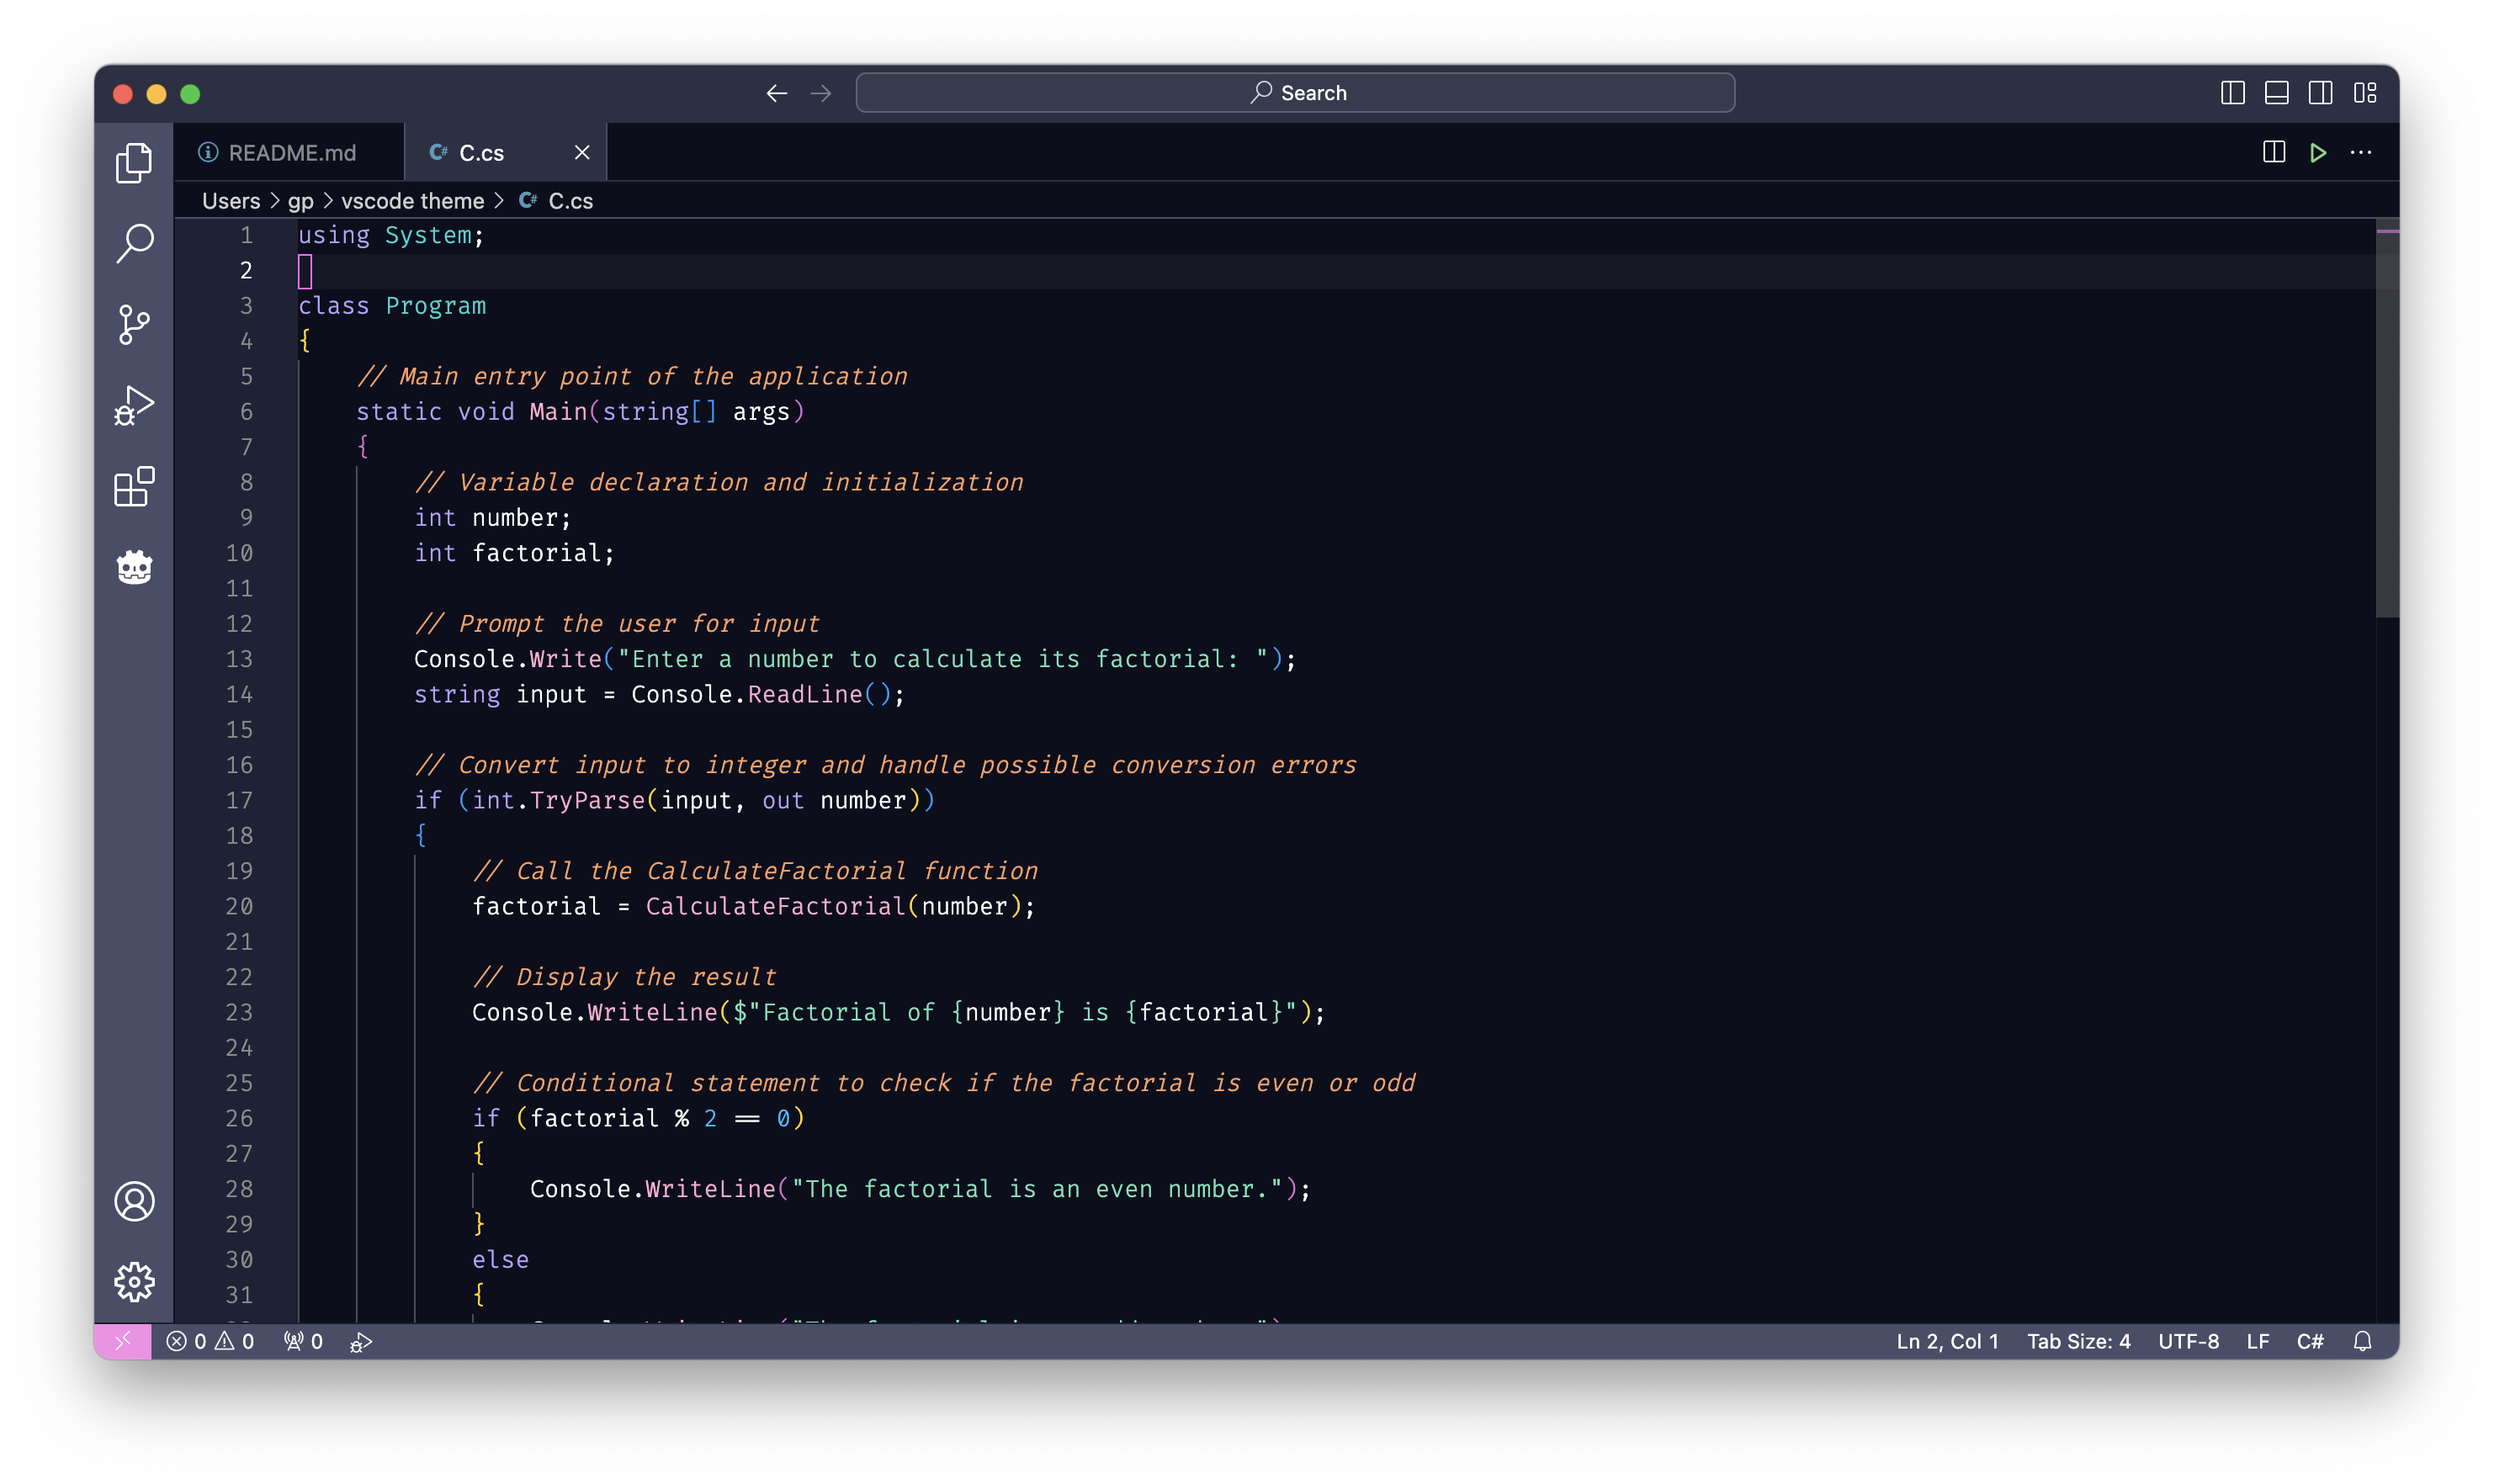 Search
README.md
C# C.cs
Users > gp > vscode theme > C# C.cs
1 using System;
2
3 class Program
4 {
5 // Main entry point of the application
6 static void Main(string[] args)
7 {
8 // Variable declaration and initialization
9 int number;
10 int factorial;
11
12 // Prompt the user for input
13 Console.Write("Enter a number to calculate its factorial: ");
14 string input = Console.ReadLine();
15
16 // Convert input to integer and handle possible conversion errors
17 if (int.TryParse(input, out number))
18 {
19 // Call the CalculateFactorial function
20 factorial = CalculateFactorial(number);
21
22 // Display the result
23 Console.WriteLine($"Factorial of {number} is {factorial}");
24
25 // Conditional statement to check if the factorial is even or odd
26 if (factorial % 2 == 0)
27 {
28 Console.WriteLine("The factorial is an even number.");
29 }
30 else
31 {
0 0 0 Ln 2, Col 1 Tab Size: 4 UTF-8 LF C#